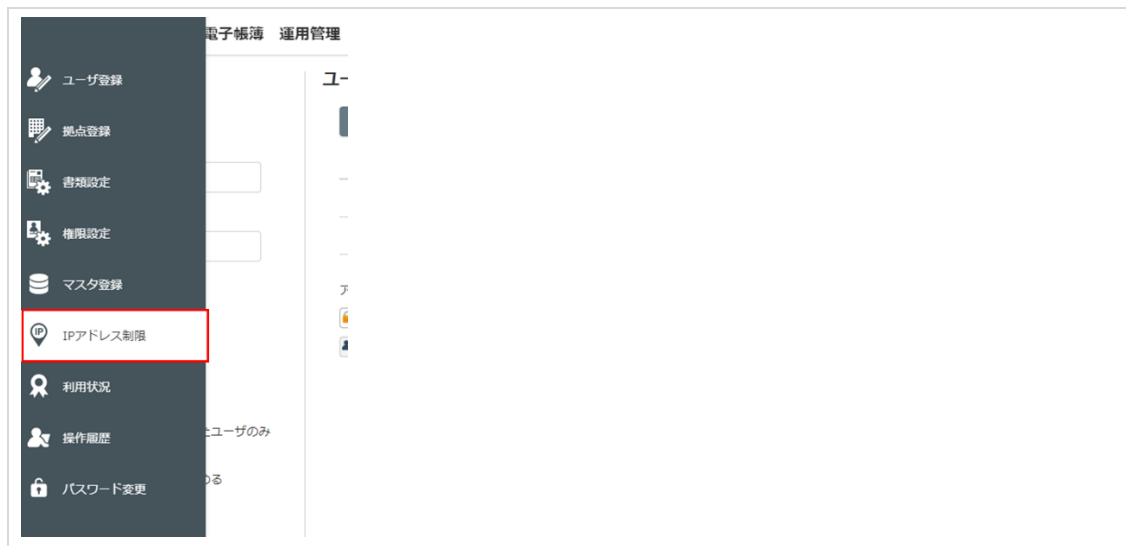 電子帳簿 運用管理
ユーザ登録
拠点登録
書類設定
権限設定
マスタ登録
IPアドレス制限
利用状況
操作履歴
パスワード変更
ユーザのみ
る
ユー
ア